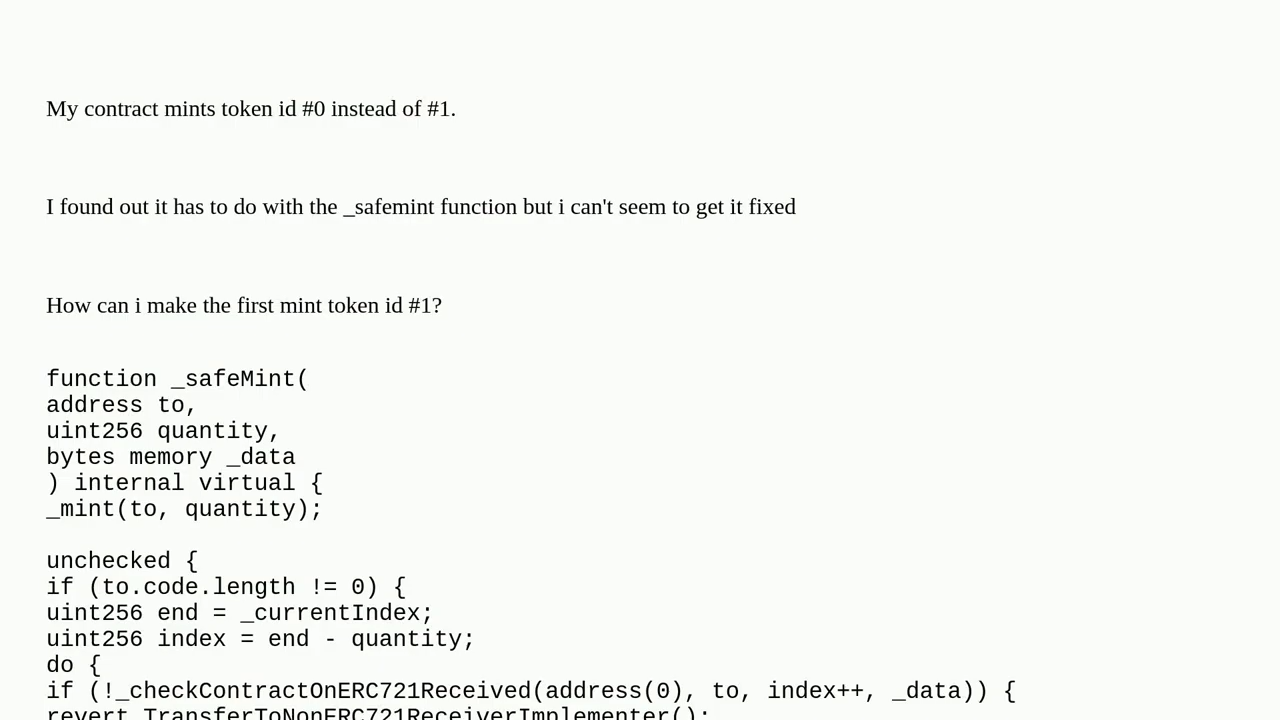 My contract mints token id #0 instead of #1.
I found out it has to do with the _safemint function but i can't seem to get it fixed
How can i make the first mint token id #1?
function _safeMint(
address to,
uint256 quantity,
bytes memory _data
) internal virtual {
_mint(to, quantity);
unchecked {
if (to.code.length != 0) {
uint256 end = _currentIndex;
uint256 index = end - quantity;
do {
if (!_checkContractOnERC721Received(address(0), to, index++, _data)) {
revert TransferToNonERC721ReceiverImplementer();